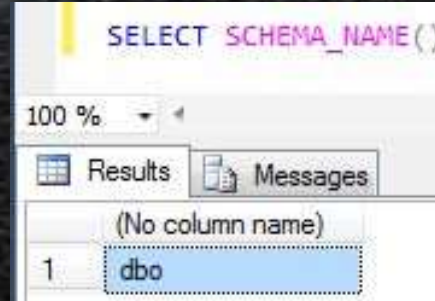 SELECT SCHEMA_NAME()
100 %
Results Messages
(No column name)
1 dbo